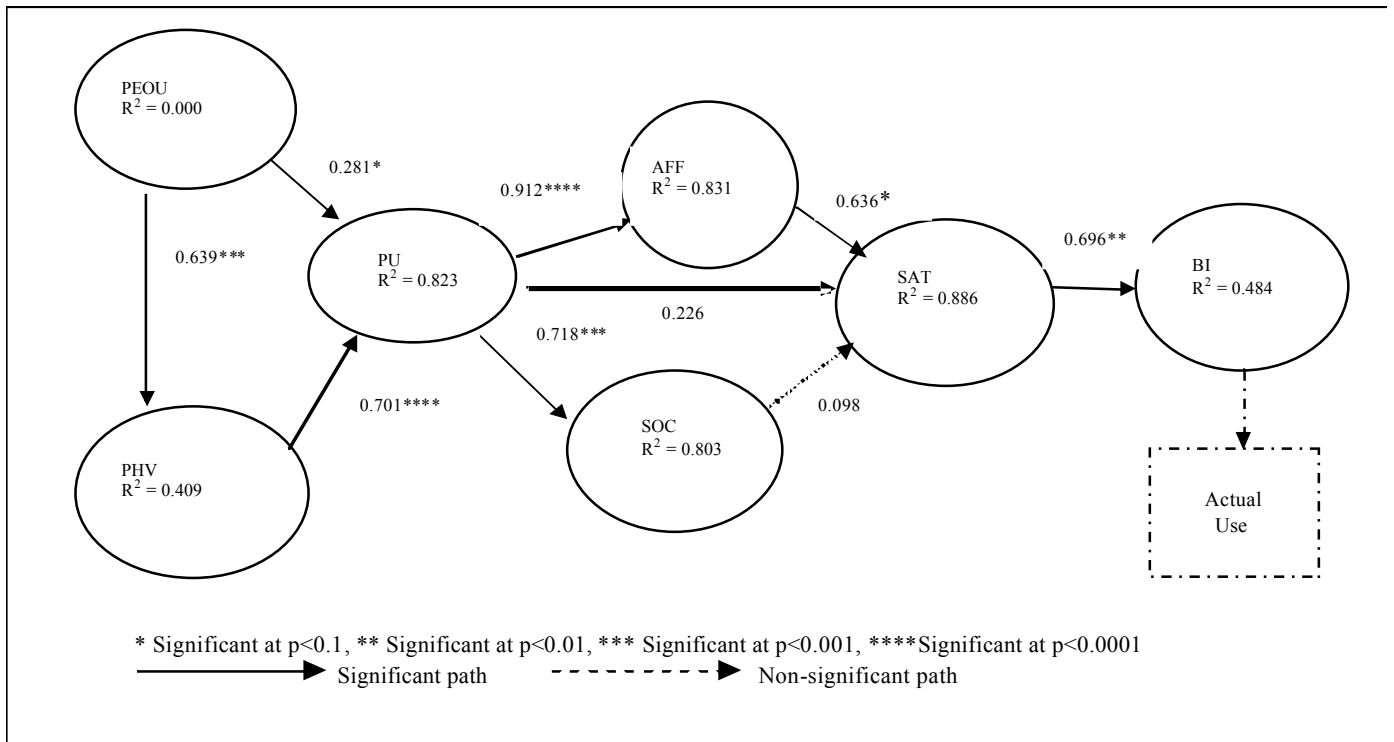 PEOU
R² = 0.000
0.281*
0.639***
PHV
R² = 0.409
0.701****
PU
R² = 0.823
0.912****
AFF
R² = 0.831
0.636*
0.226
0.718***
SOC
R² = 0.803
0.098
SAT
R² = 0.886
0.696**
BI
R² = 0.484
Actual
Use
* Significant at p<0.1, ** Significant at p<0.01, *** Significant at p<0.001, ****Significant at p<0.0001
Significant path
Non-significant path